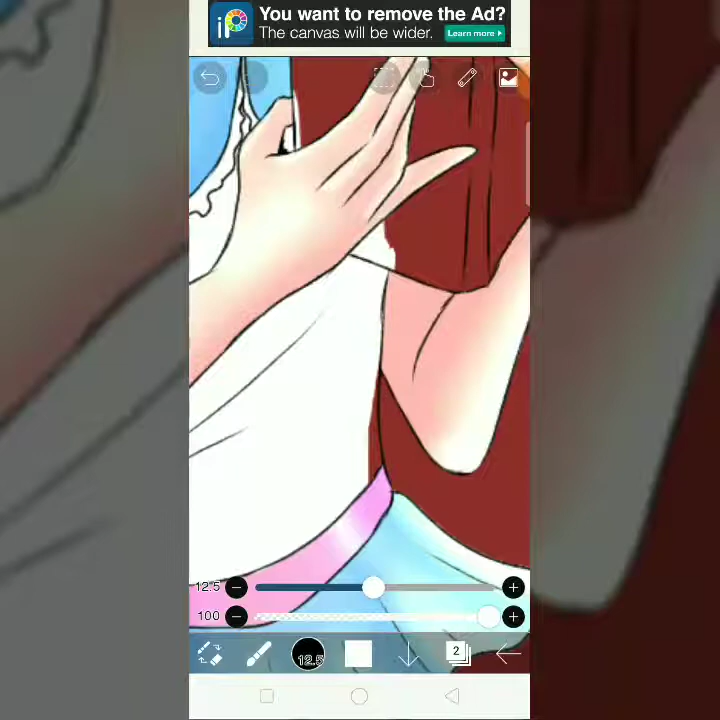 iP
You want to remove the Ad?
The canvas will be wider.
Learn more
12.5
100
12.5
2